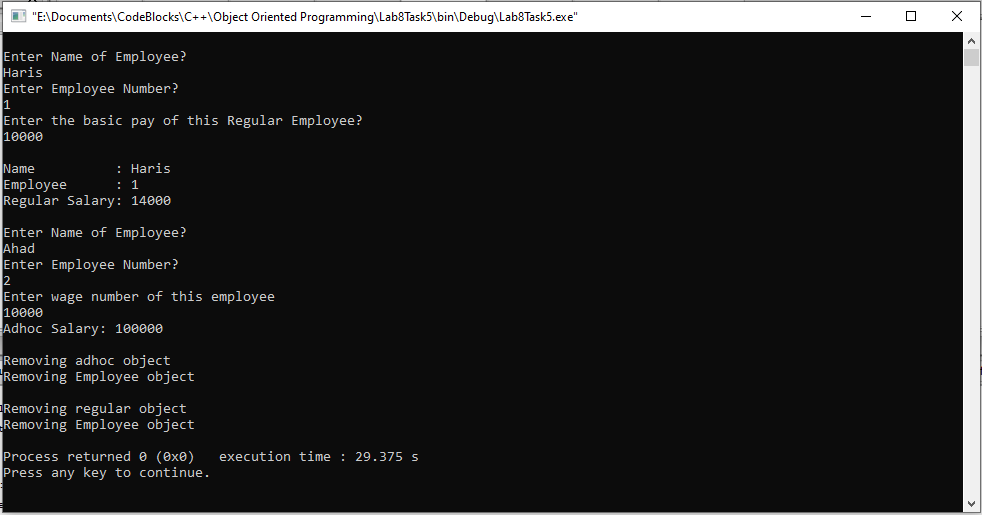 "E:\Documents\CodeBlocks\C++\Object Oriented Programming\Lab8Task5\bin\Debug\Lab8Task5.exe"
Enter Name of Employee?
Haris
Enter Employee Number?
1
Enter the basic pay of this Regular Employee?
10000
Name          : Haris
Employee      : 1
Regular Salary: 14000
Enter Name of Employee?
Ahad
Enter Employee Number?
2
Enter wage number of this employee
10000
Adhoc Salary: 100000
Removing adhoc object
Removing Employee object
Removing regular object
Removing Employee object
Process returned 0 (0x0)   execution time : 29.375 s
Press any key to continue.